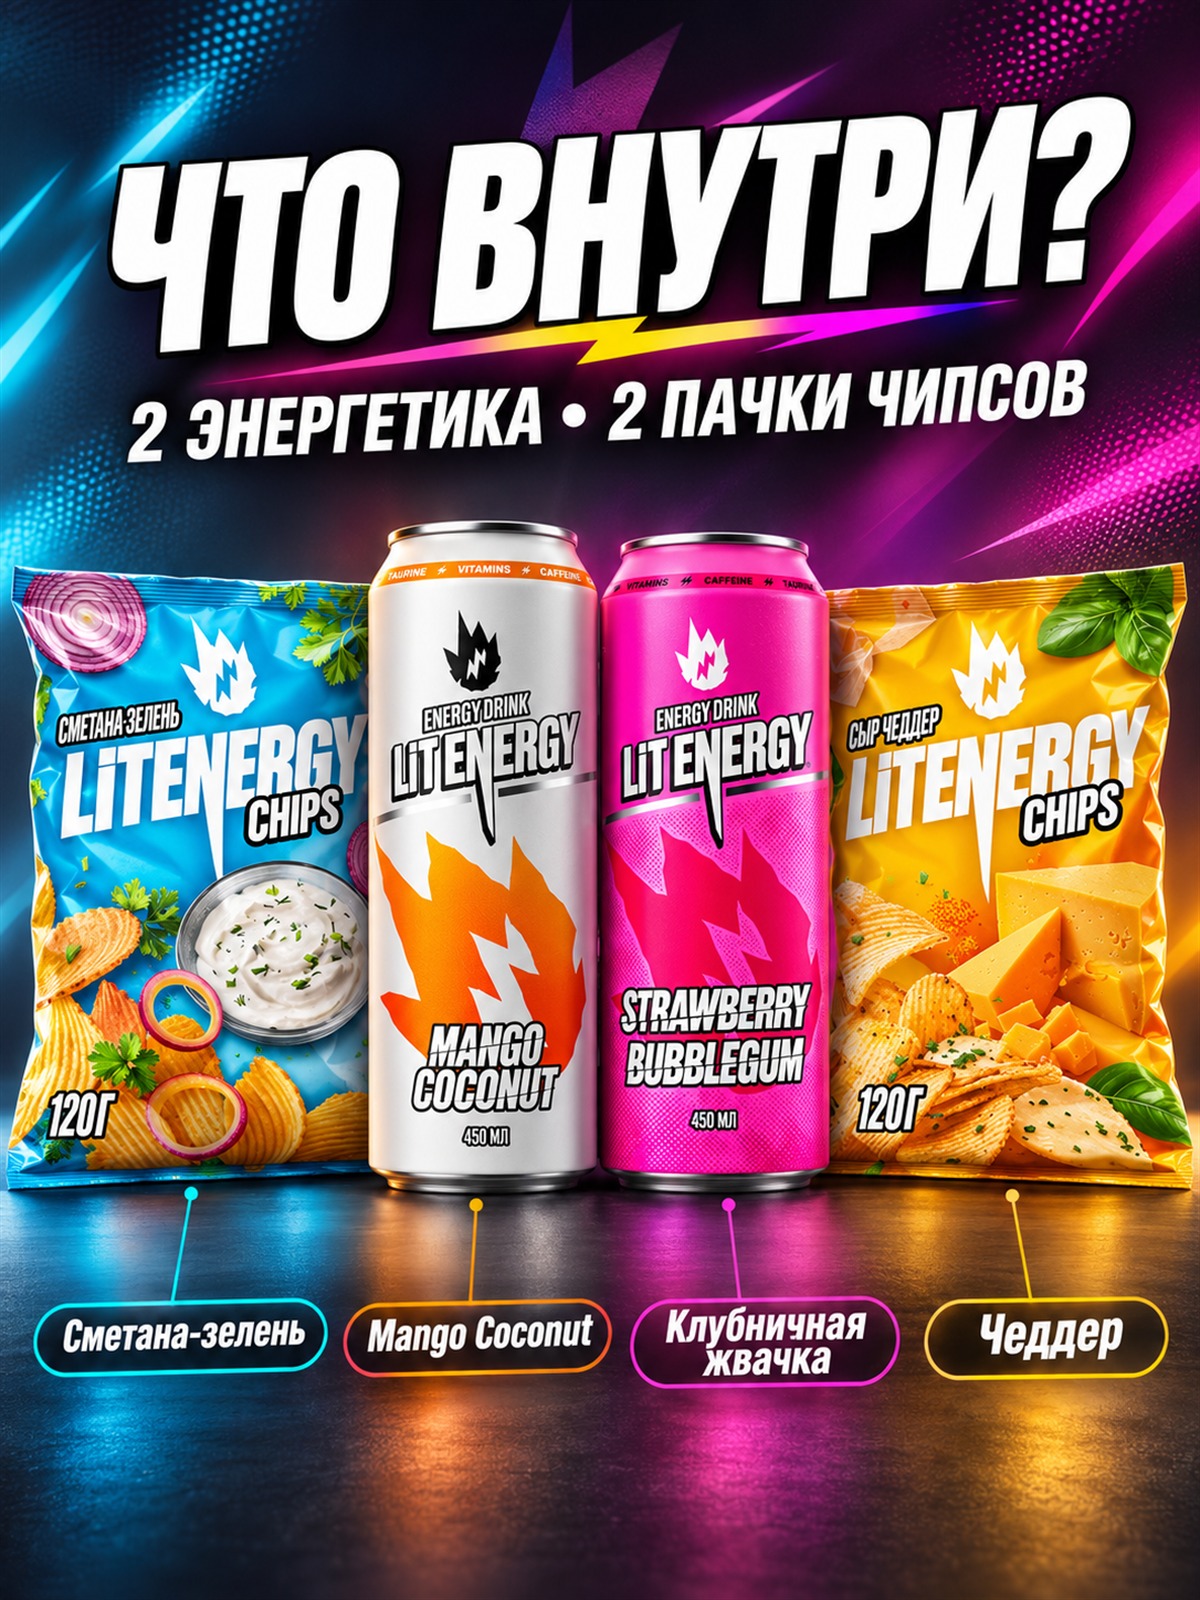 ЧТО ВНУТРИ?
2 ЭНЕРГЕТИКА • 2 ПАЧКИ ЧИПСОВ
СМЕТАНА-ЗЕЛЕНЬ
LiTENERGY
CHIPS
120Г
TAURINE VITAMINS CAFFEINE
ENERGY DRINK
LiT ENERGY
MANGO
COCONUT
450 МЛ
VITAMINS CAFFEINE TAURINE
ENERGY DRINK
LiT ENERGY
STRAWBERRY
BUBBLEGUM
450 МЛ
СЫР ЧЕДДЕР
LiTENERGY
CHIPS
120Г
Сметана-зелень
Mango Coconut
Клубничная
жвачка
Чеддер